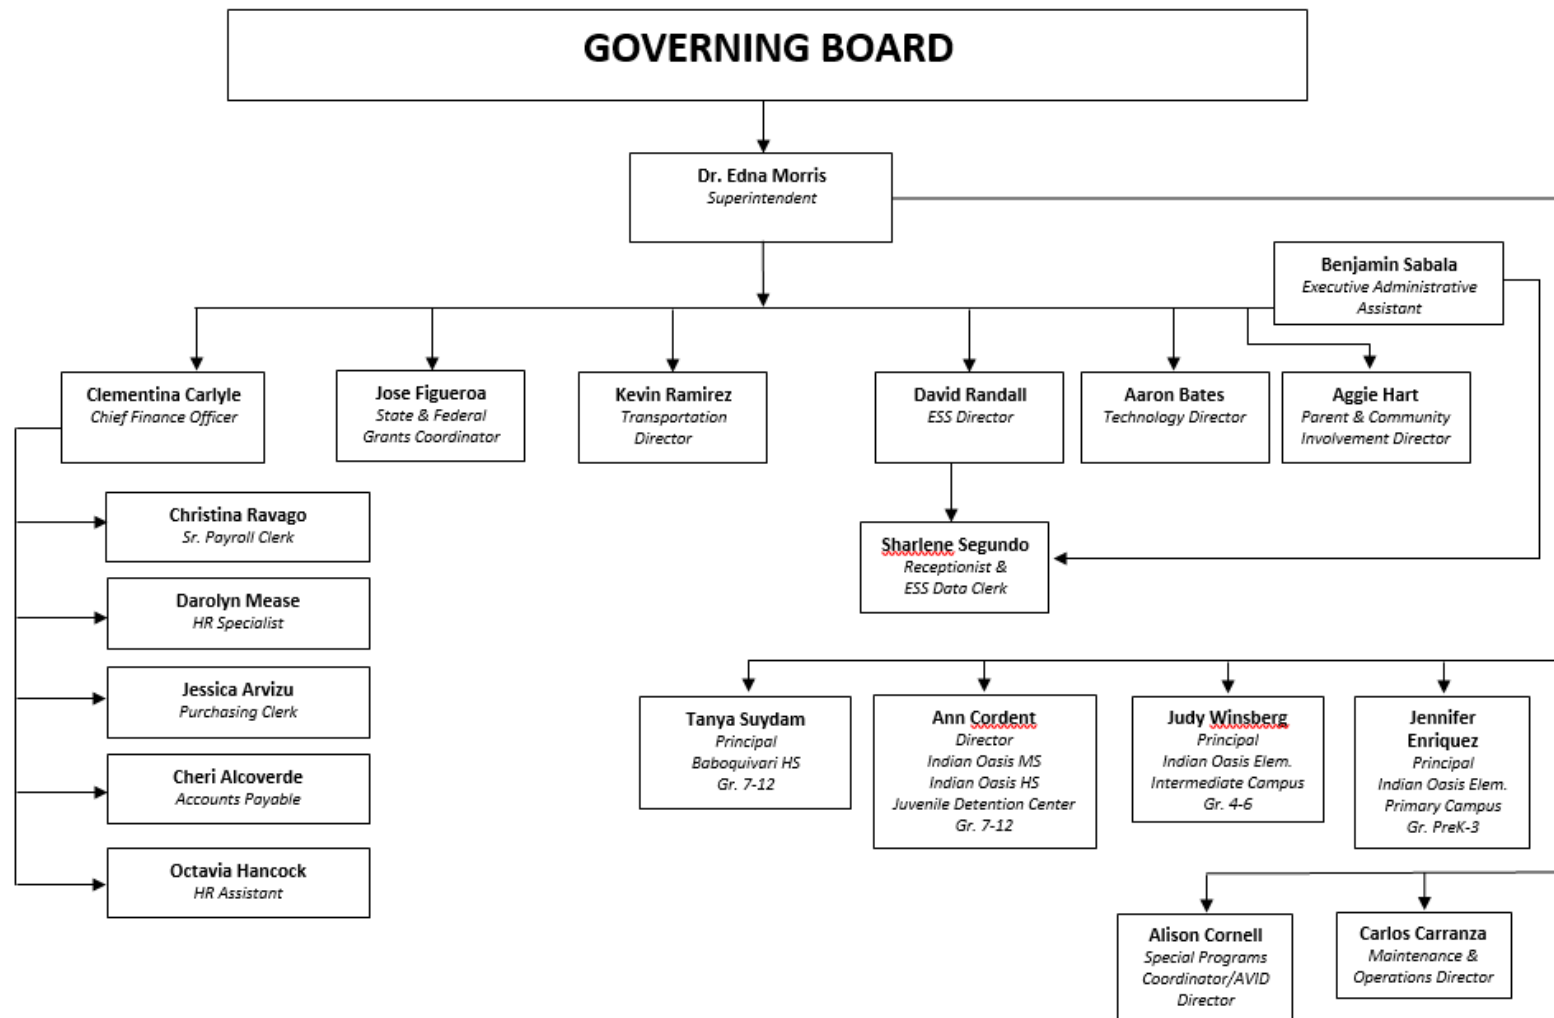 GOVERNING BOARD
Dr. Edna Morris
Superintendent
Benjamin Sabala
Executive Administrative
Assistant
Clementina Carlyle
Chief Finance Officer
Jose Figueroa
State & Federal
Grants Coordinator
Kevin Ramirez
Transportation
Director
David Randall
ESS Director
Aaron Bates
Technology Director
Aggie Hart
Parent & Community
Involvement Director
Christina Ravago
Sr. Payroll Clerk
Darolyn Mease
HR Specialist
Jessica Arvizu
Purchasing Clerk
Cheri Alcoverde
Accounts Payable
Octavia Hancock
HR Assistant
Sharlene Segundo
Receptionist &
ESS Data Clerk
Tanya Suydam
Principal
Baboquivari HS
Gr. 7-12
Ann Cordent
Director
Indian Oasis MS
Indian Oasis HS
Juvenile Detention Center
Gr. 7-12
Judy Winsberg
Principal
Indian Oasis Elem.
Intermediate Campus
Gr. 4-6
Jennifer
Enriquez
Principal
Indian Oasis Elem.
Primary Campus
Gr. PreK-3
Alison Cornell
Special Programs
Coordinator/AVID
Director
Carlos Carranza
Maintenance &
Operations Director